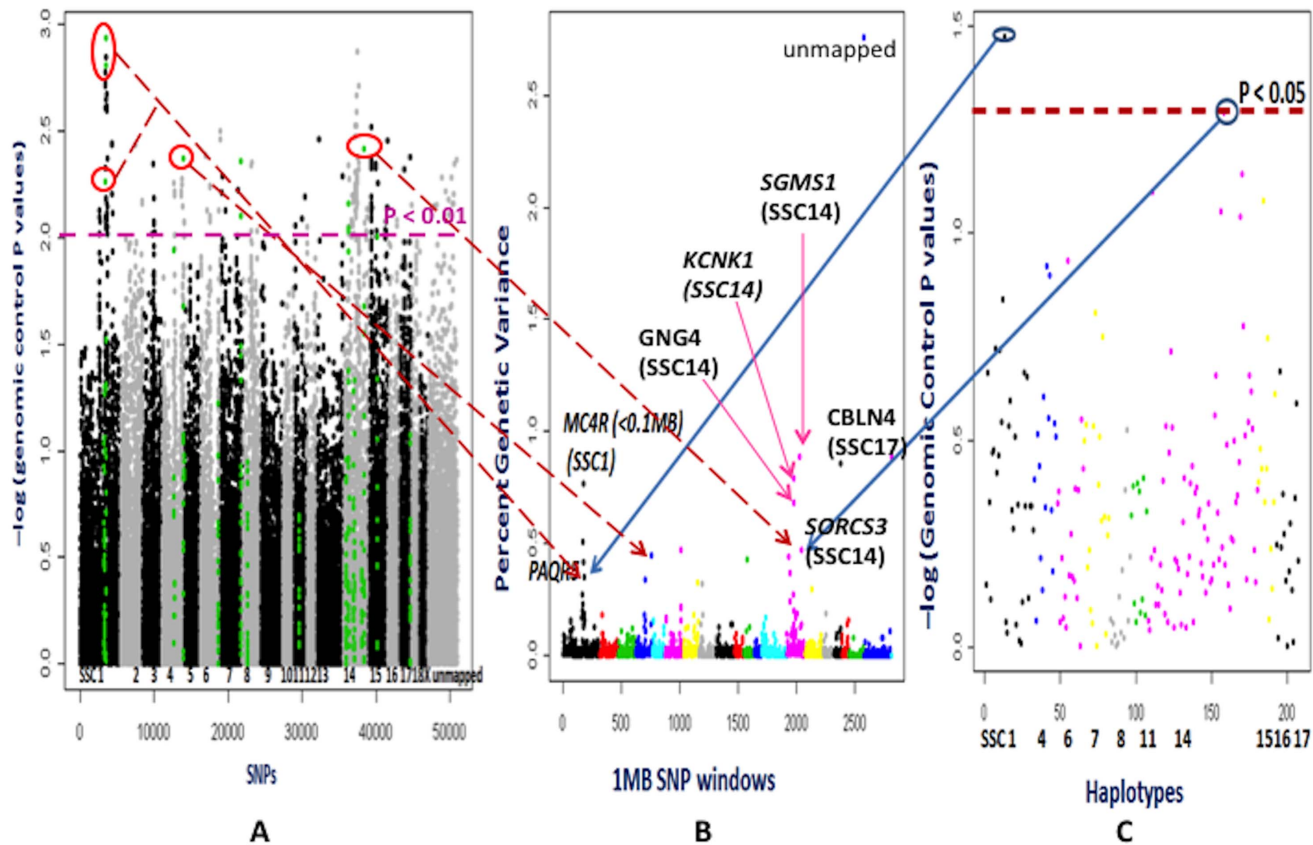 −log (genomic control P values)
3.0
2.5
2.0
1.5
1.0
0.5
0.0
P < 0.01
SSC1 2 3 4 5 6 7 8 9 10 11 12 13 14 15 16 17 18 X unmapped
0 10000 20000 30000 40000 50000
SNPs
A
Percent Genetic Variance
2.5
2.0
1.5
1.0
0.5
0.0
unmapped
SGMS1
(SSC14)
KCNK1
(SSC14)
GNG4
(SSC14)
MC4R (<0.1MB)
(SSC1)
CBLN4
(SSC17)
SORCS3
(SSC14)
0 500 1000 1500 2000 2500
1MB SNP windows
B
−log (Genomic Control P values)
1.5
1.0
0.5
0.0
P < 0.05
0 50 100 150 200
SSC 1 4 6 7 8 11 14 15 16 17
Haplotypes
C